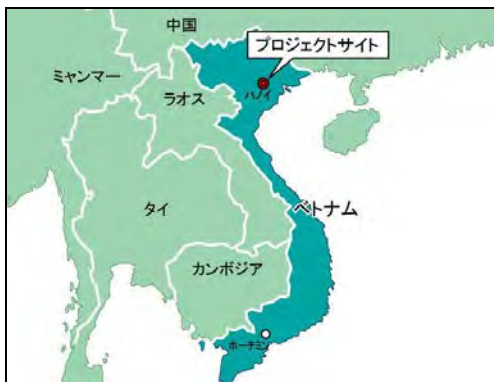 中国
プロジェクトサイト
ミャンマー
ハノイ
ラオス
タイ
ベトナム
カンボジア
ホーチミン